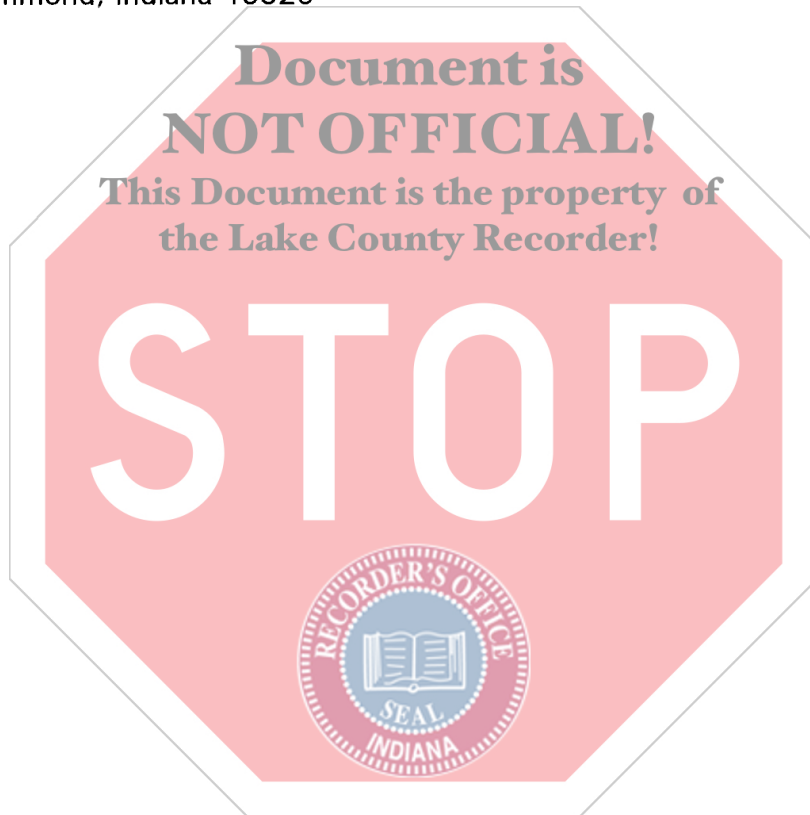 Indiana
Document is
NOT OFFICIAL!
This Document is the property of
the Lake County Recorder!
STOP
RECORDER'S OFFICE
SEAL
INDIANA